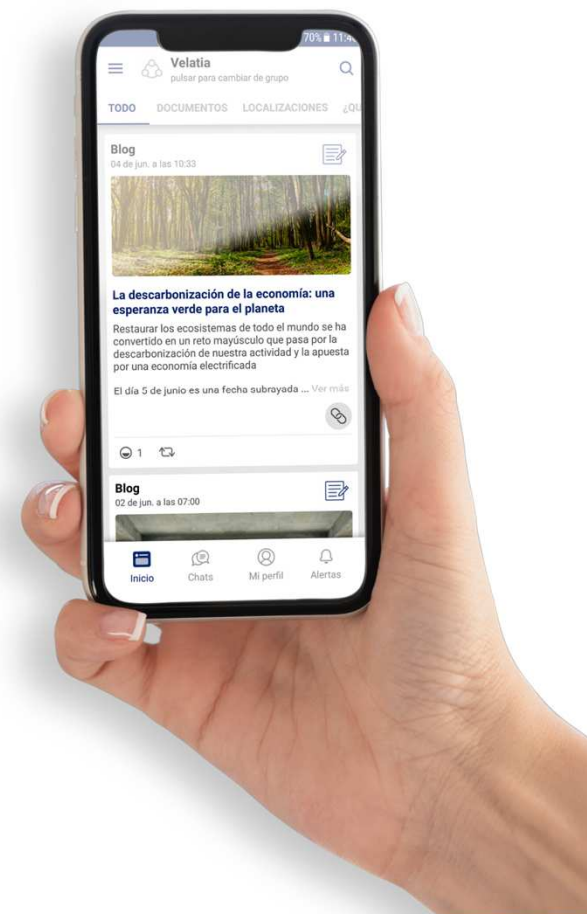 70% 11:4
Velatia
pulsar para cambiar de grupo
TODO DOCUMENTOS LOCALIZACIONES ¿QU
Blog
04 de jun. a las 10:33
La descarbonización de la economía: una
esperanza verde para el planeta
Restaurar los ecosistemas de todo el mundo se ha
convertido en un reto mayúsculo que pasa por la
descarbonización de nuestra actividad y la apuesta
por una economía electrificada
El día 5 de junio es una fecha subrayada ... Ver más
1
Blog
02 de jun. a las 07:00
Inicio Chats Mi perfil Alertas